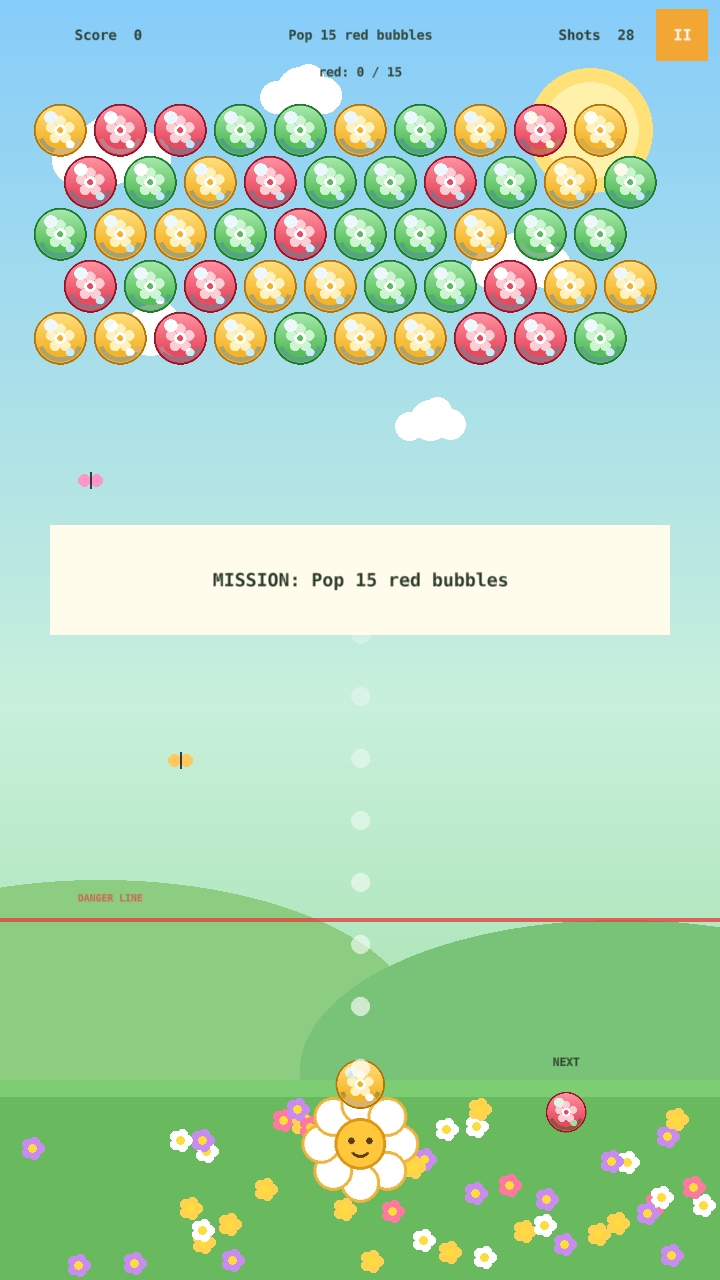 Score 0
Pop 15 red bubbles
Shots 28
II
red: 0 / 15
MISSION: Pop 15 red bubbles
DANGER LINE
NEXT